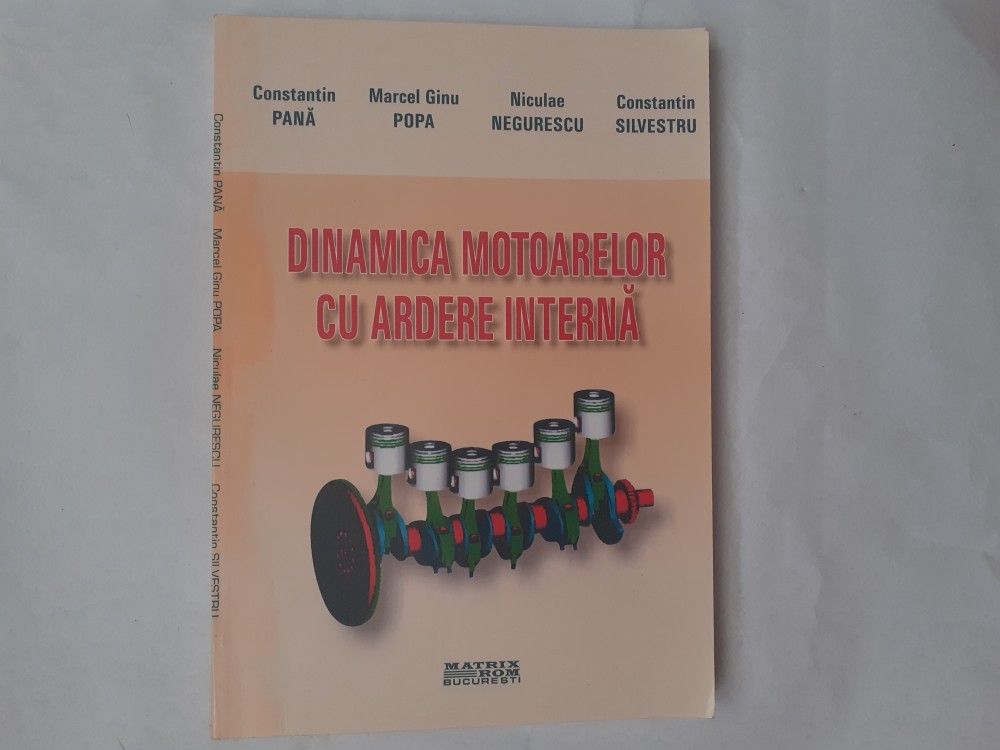 Constantin
PANĂ
Marcel Ginu
POPA
Niculae
NEGURESCU
Constantin
SILVESTRU
DINAMICA MOTOARELOR
CU ARDERE INTERNĂ
MATRIX
ROM
BUCURESTI
Constantin PANĂ Marcel Ginu POPA Niculae NEGURESCU Constantin SILVESTRU